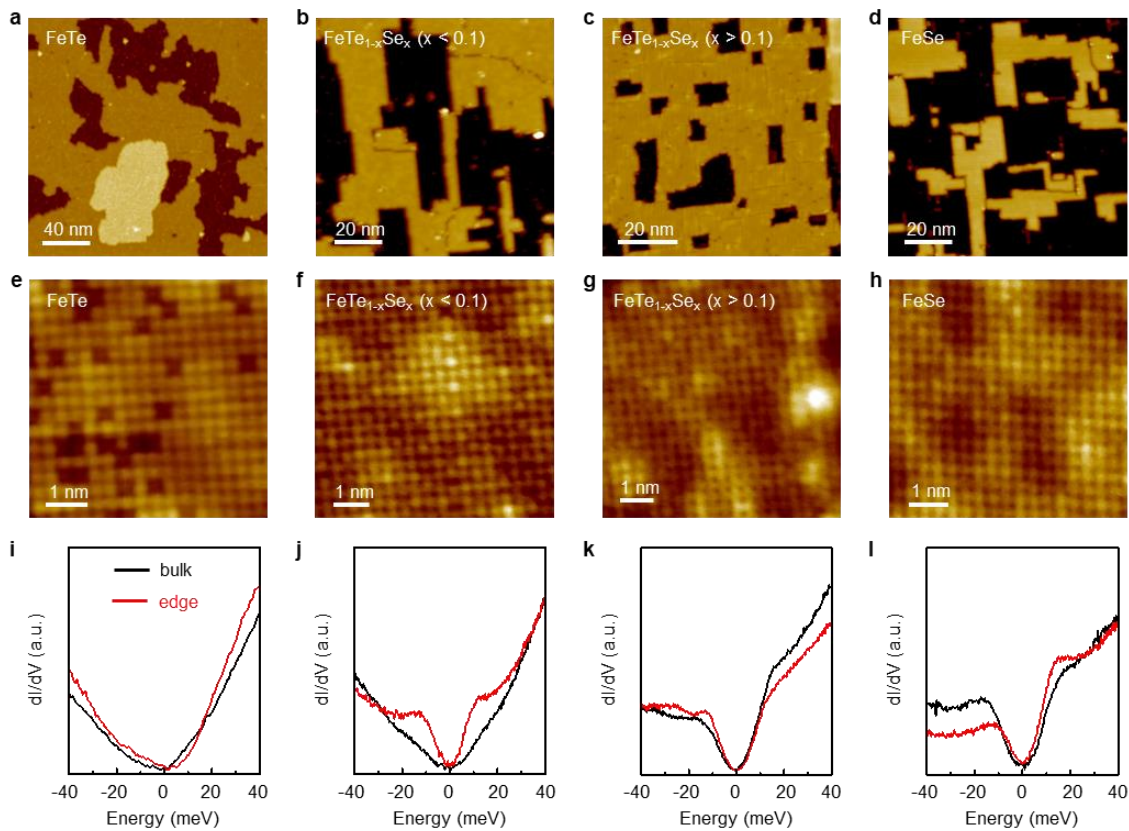 a
FeTe
40 nm
b
FeTe1-xSex (x < 0.1)
20 nm
c
FeTe1-xSex (x > 0.1)
20 nm
d
FeSe
20 nm
e
FeTe
1 nm
f
FeTe1-xSex (x < 0.1)
1 nm
g
FeTe1-xSex (x > 0.1)
1 nm
h
FeSe
1 nm
i
bulk
edge
dI/dV (a.u.)
-40 -20 0 20 40
Energy (meV)
j
dI/dV (a.u.)
-40 -20 0 20 40
Energy (meV)
k
dI/dV (a.u.)
-40 -20 0 20 40
Energy (meV)
l
dI/dV (a.u.)
-40 -20 0 20 40
Energy (meV)